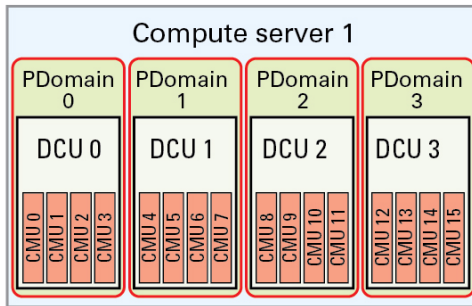 Compute server 1
PDomain
0
PDomain
1
PDomain
2
PDomain
3
DCU 0
DCU 1
DCU 2
DCU 3
CMU 0
CMU 1
CMU 2
CMU 3
CMU 4
CMU 5
CMU 6
CMU 7
CMU 8
CMU 9
CMU 10
CMU 11
CMU 12
CMU 13
CMU 14
CMU 15